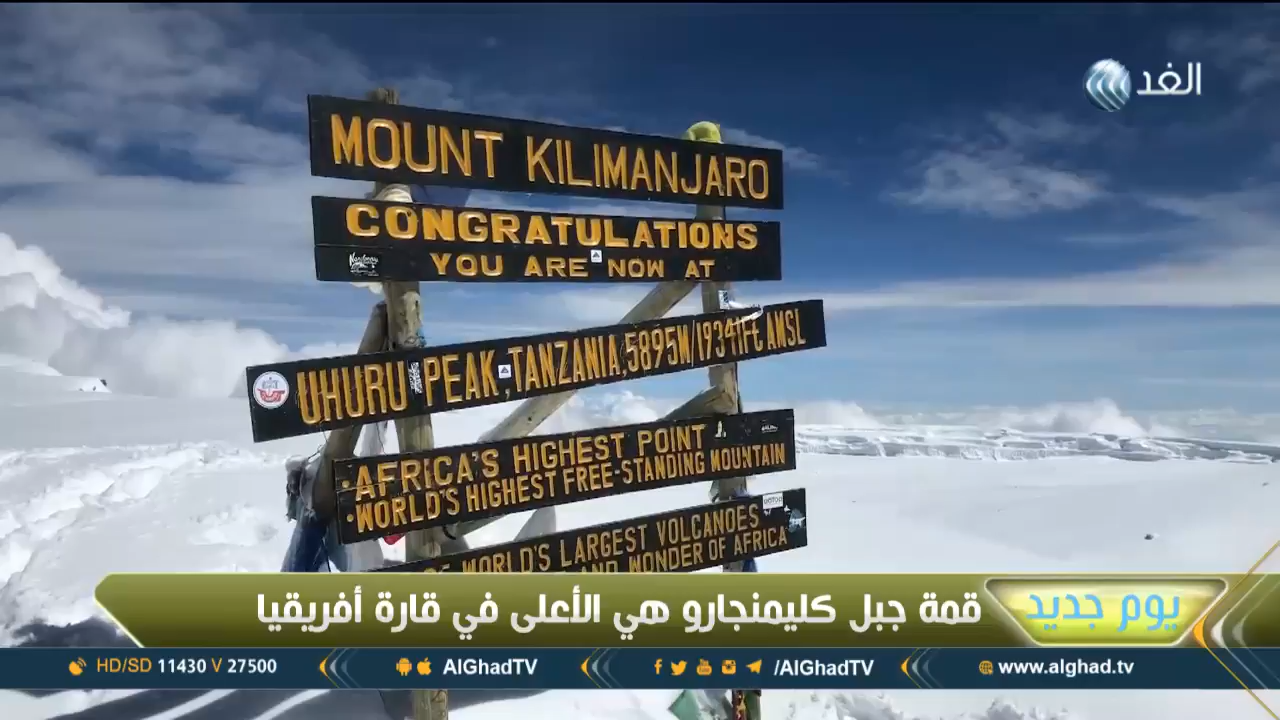 الغد
MOUNT KILIMANJARO
CONGRATULATIONS
YOU ARE NOW AT
UHURU PEAK, TANZANIA, 5895M/19341Ft AMSL
• AFRICA'S HIGHEST POINT
• WORLD'S HIGHEST FREE-STANDING MOUNTAIN
WORLD'S LARGEST VOLCANOES
AND WONDER OF AFRICA
يوم جديد
قمة جبل كليمنجارو هي الأعلى في قارة أفريقيا
HD/SD 11430 V 27500 AlGhadTV /AlGhadTV www.alghad.tv